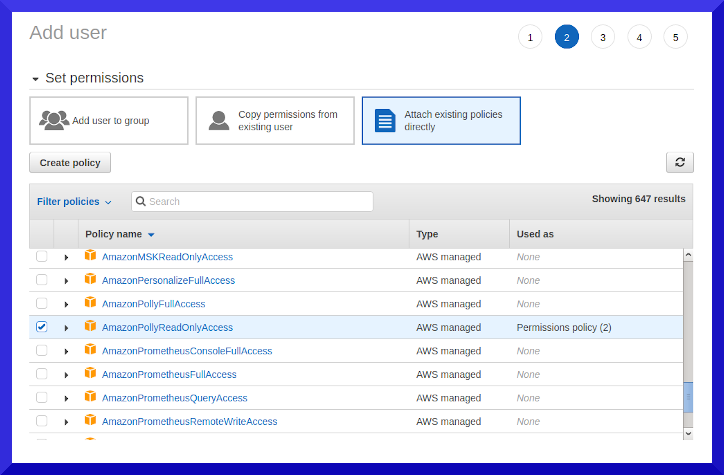 Add user
1 2 3 4 5
Set permissions
Add user to group
Copy permissions from
existing user
Attach existing policies
directly
Create policy
Filter policies
Search
Showing 647 results
Policy name Type Used as
AmazonMSKReadOnlyAccess AWS managed None
AmazonPersonalizeFullAccess AWS managed None
AmazonPollyFullAccess AWS managed None
AmazonPollyReadOnlyAccess AWS managed Permissions policy (2)
AmazonPrometheusConsoleFullAccess AWS managed None
AmazonPrometheusFullAccess AWS managed None
AmazonPrometheusQueryAccess AWS managed None
AmazonPrometheusRemoteWriteAccess AWS managed None